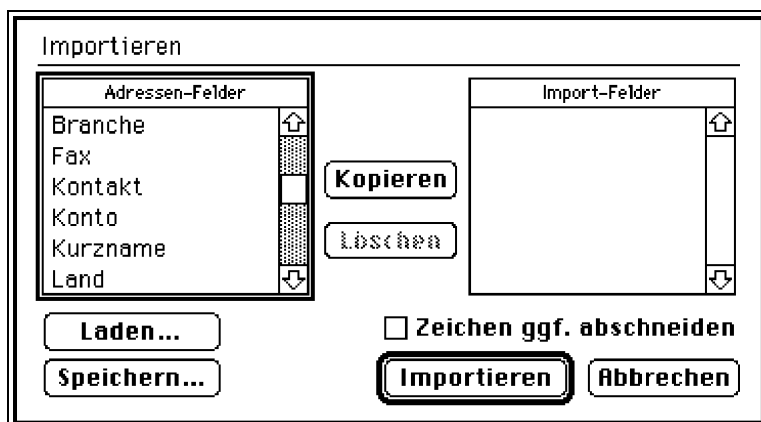 Importieren
Adressen-Felder
Branche
Fax
Kontakt
Konto
Kurzname
Land
Kopieren
Löschen
Import-Felder
Laden...
Speichern...
Zeichen ggf. abschneiden
Importieren
Abbrechen